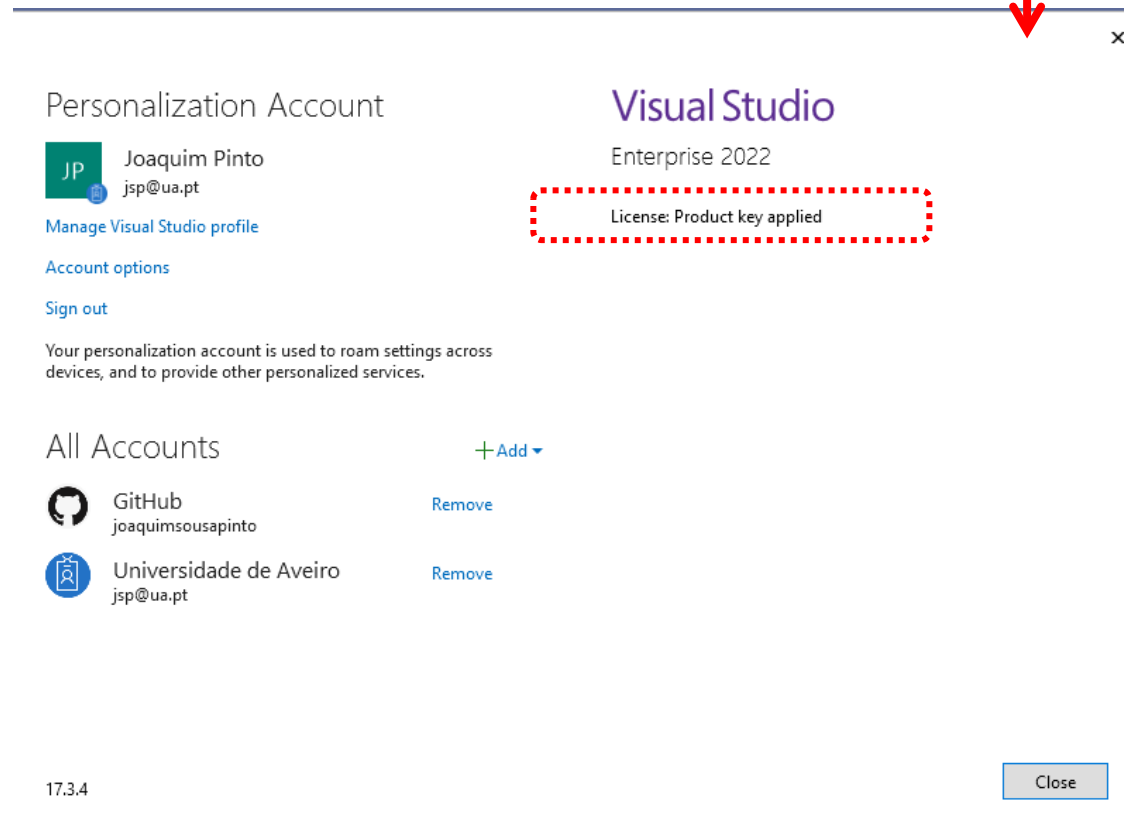 Personalization Account
JP
Joaquim Pinto
jsp@ua.pt
Manage Visual Studio profile
Account options
Sign out
Your personalization account is used to roam settings across
devices, and to provide other personalized services.
All Accounts
Add
GitHub
joaquimsousapinto
Remove
Universidade de Aveiro
jsp@ua.pt
Remove
17.3.4
Visual Studio
Enterprise 2022
License: Product key applied
Close